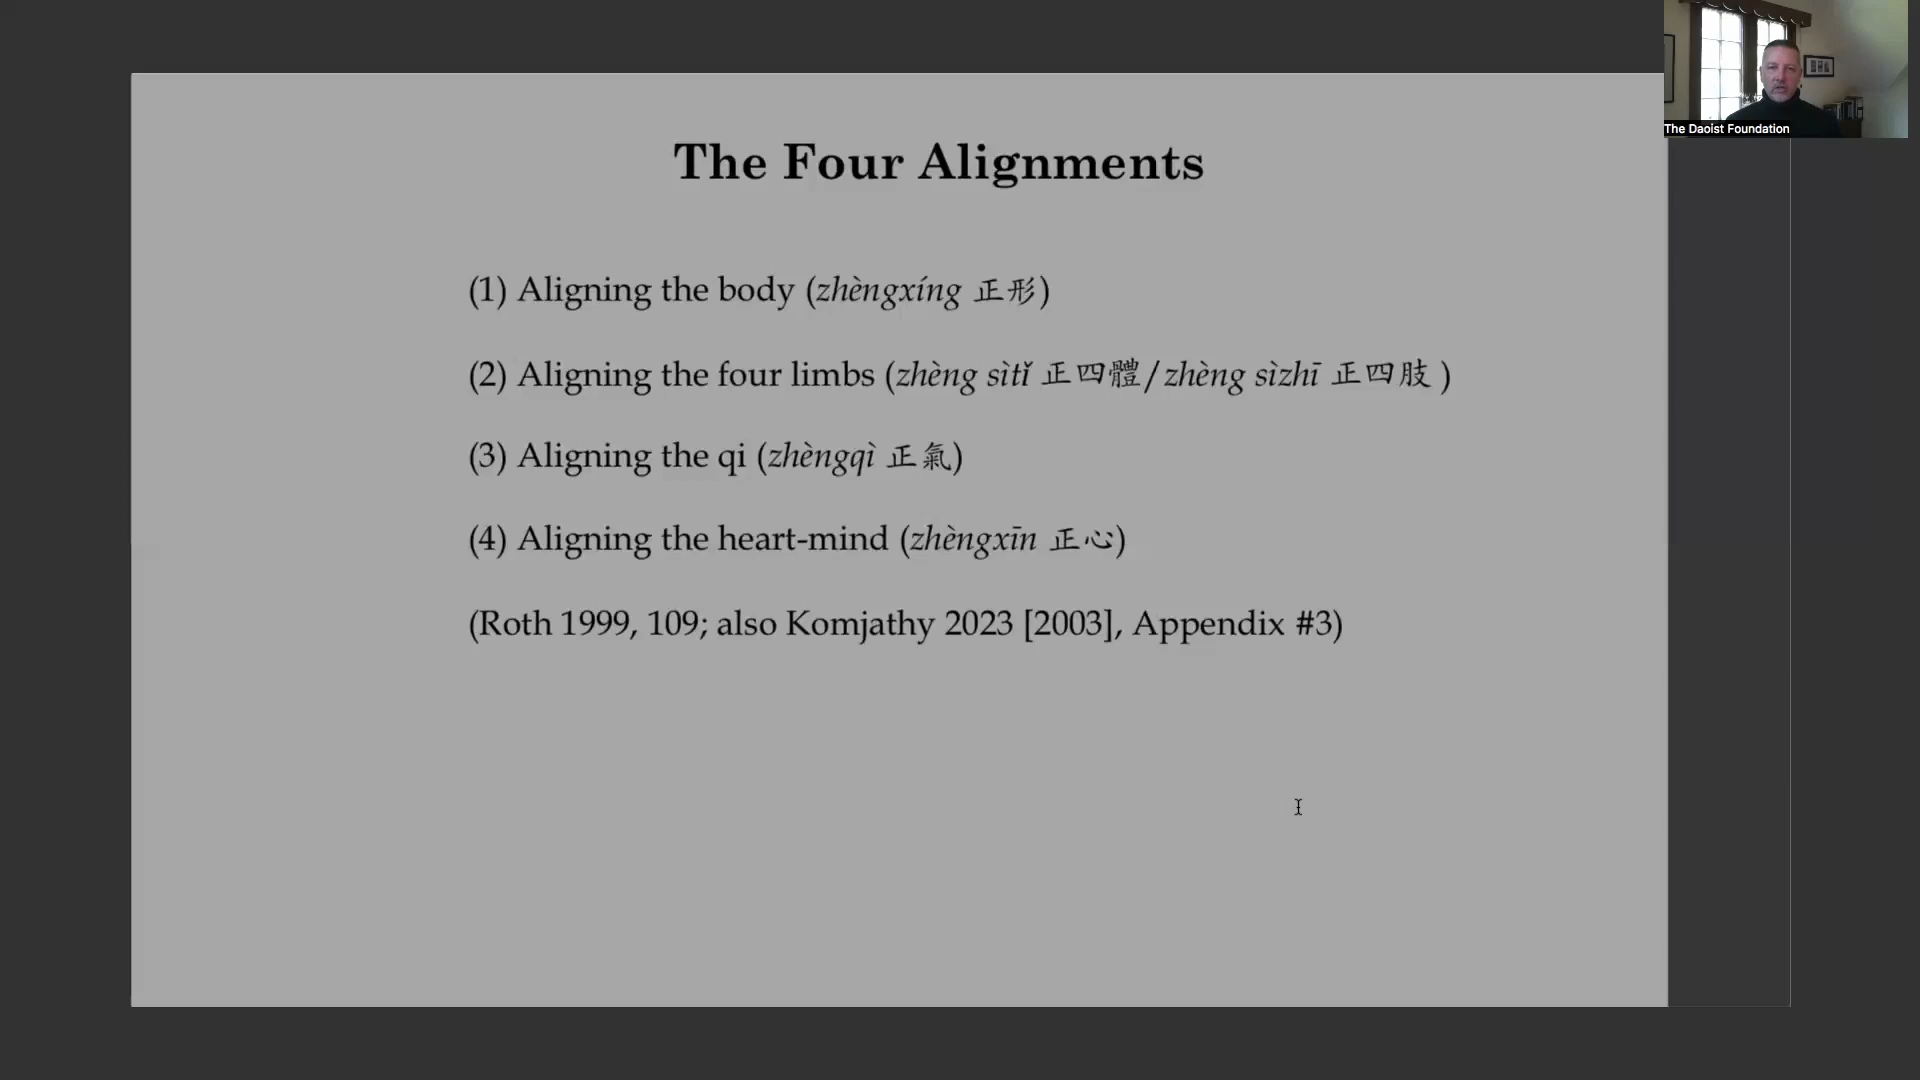 The Daoist Foundation
The Four Alignments
(1) Aligning the body (zhèngxíng 正形)
(2) Aligning the four limbs (zhèng sìtǐ 正四體/zhèng sìzhī 正四肢 )
(3) Aligning the qi (zhèngqì 正氣)
(4) Aligning the heart-mind (zhèngxīn 正心)
(Roth 1999, 109; also Komjathy 2023 [2003], Appendix #3)